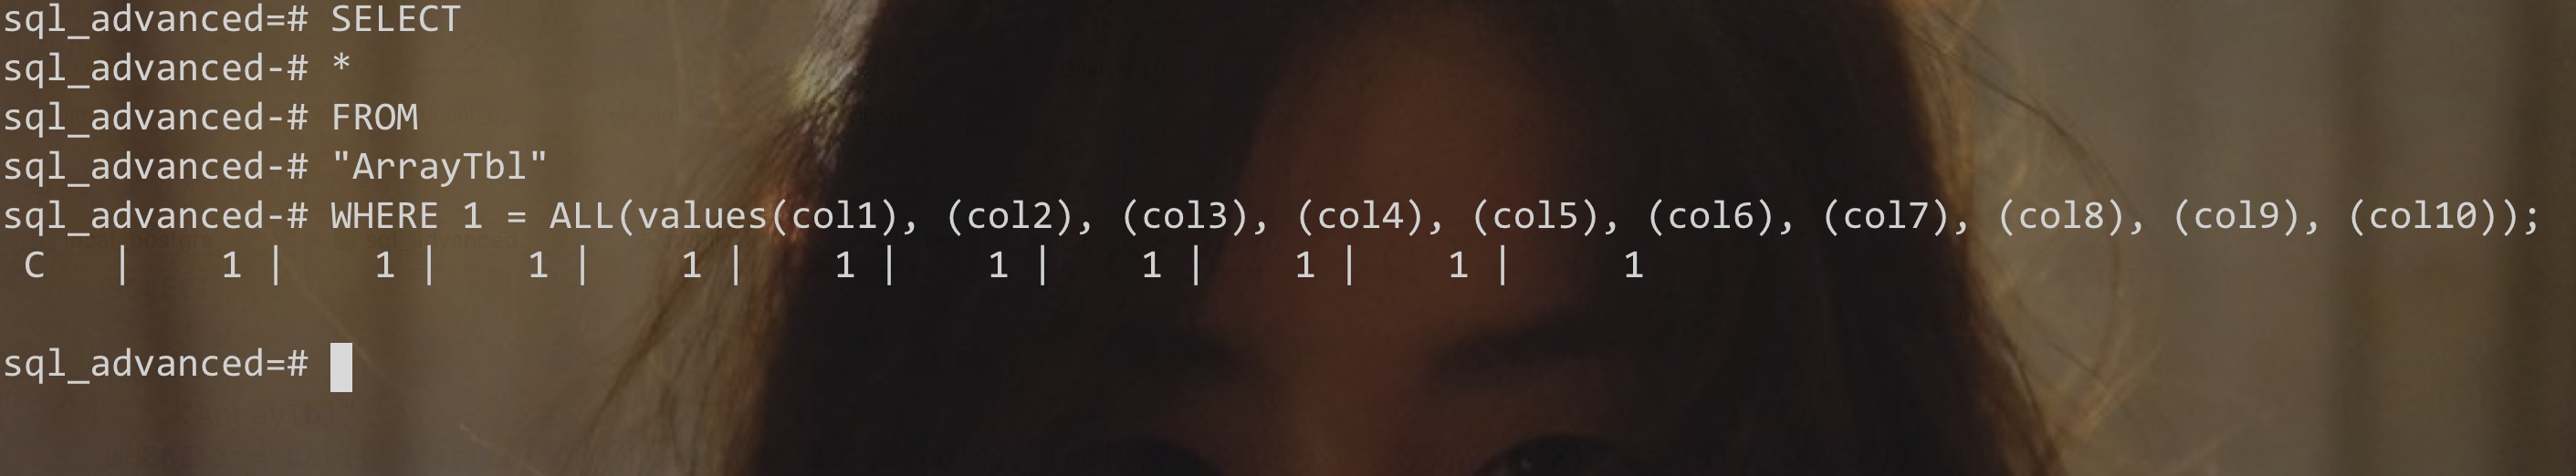 sql_advanced=# SELECT
sql_advanced-# *
sql_advanced-# FROM
sql_advanced-# "ArrayTbl"
sql_advanced-# WHERE 1 = ALL(values(col1), (col2), (col3), (col4), (col5), (col6), (col7), (col8), (col9), (col10));
C | 1 | 1 | 1 | 1 | 1 | 1 | 1 | 1 | 1 | 1
sql_advanced=#